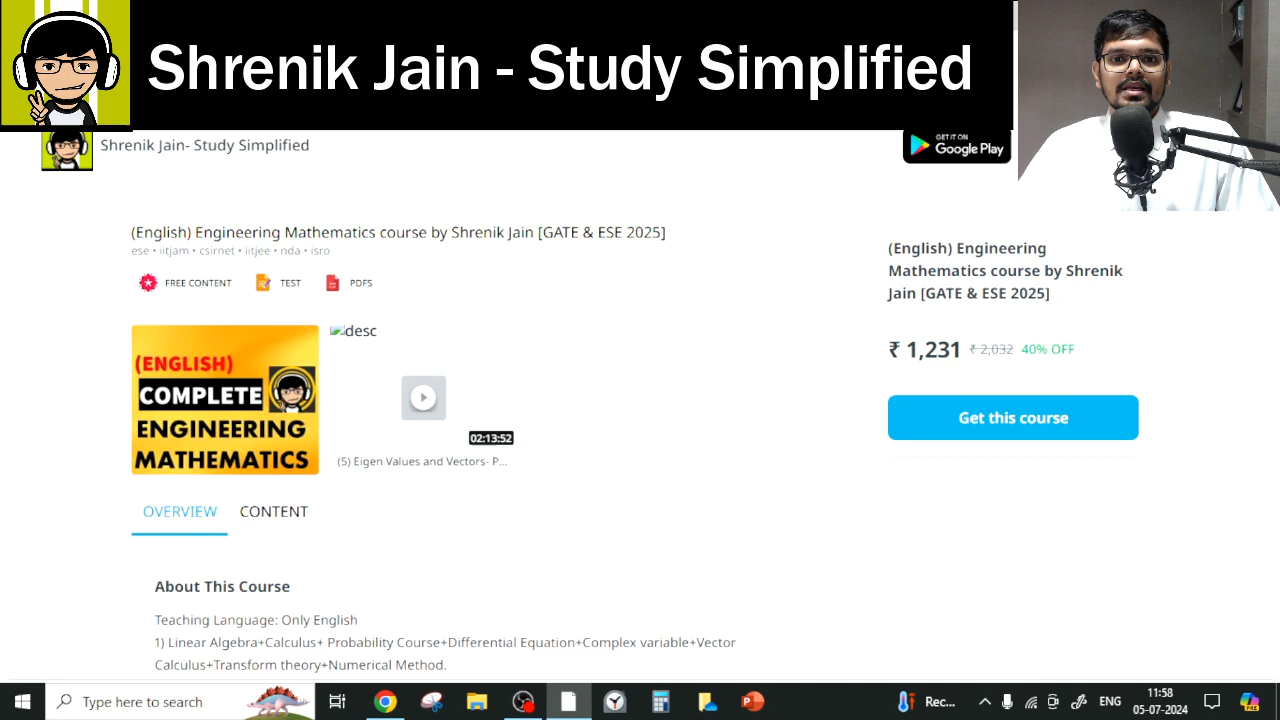 Shrenik Jain - Study Simplified
Shrenik Jain- Study Simplified
GET IT ON
Google Play
(English) Engineering Mathematics course by Shrenik Jain [GATE & ESE 2025]
ese • iitjam • csirnet • iitjee • nda • isro
FREE CONTENT
TEST
PDFS
(ENGLISH)
COMPLETE
ENGINEERING
MATHEMATICS
desc
02:13:52
(5) Eigen Values and Vectors- P...
(English) Engineering
Mathematics course by Shrenik
Jain [GATE & ESE 2025]
₹ 1,231 ₹ 2,032 40% OFF
Get this course
OVERVIEW
CONTENT
About This Course
Teaching Language: Only English
1) Linear Algebra+Calculus+ Probability Course+Differential Equation+Complex variable+Vector
Calculus+Transform theory+Numerical Method.
Type here to search
Rec...
ENG
11:58
05-07-2024